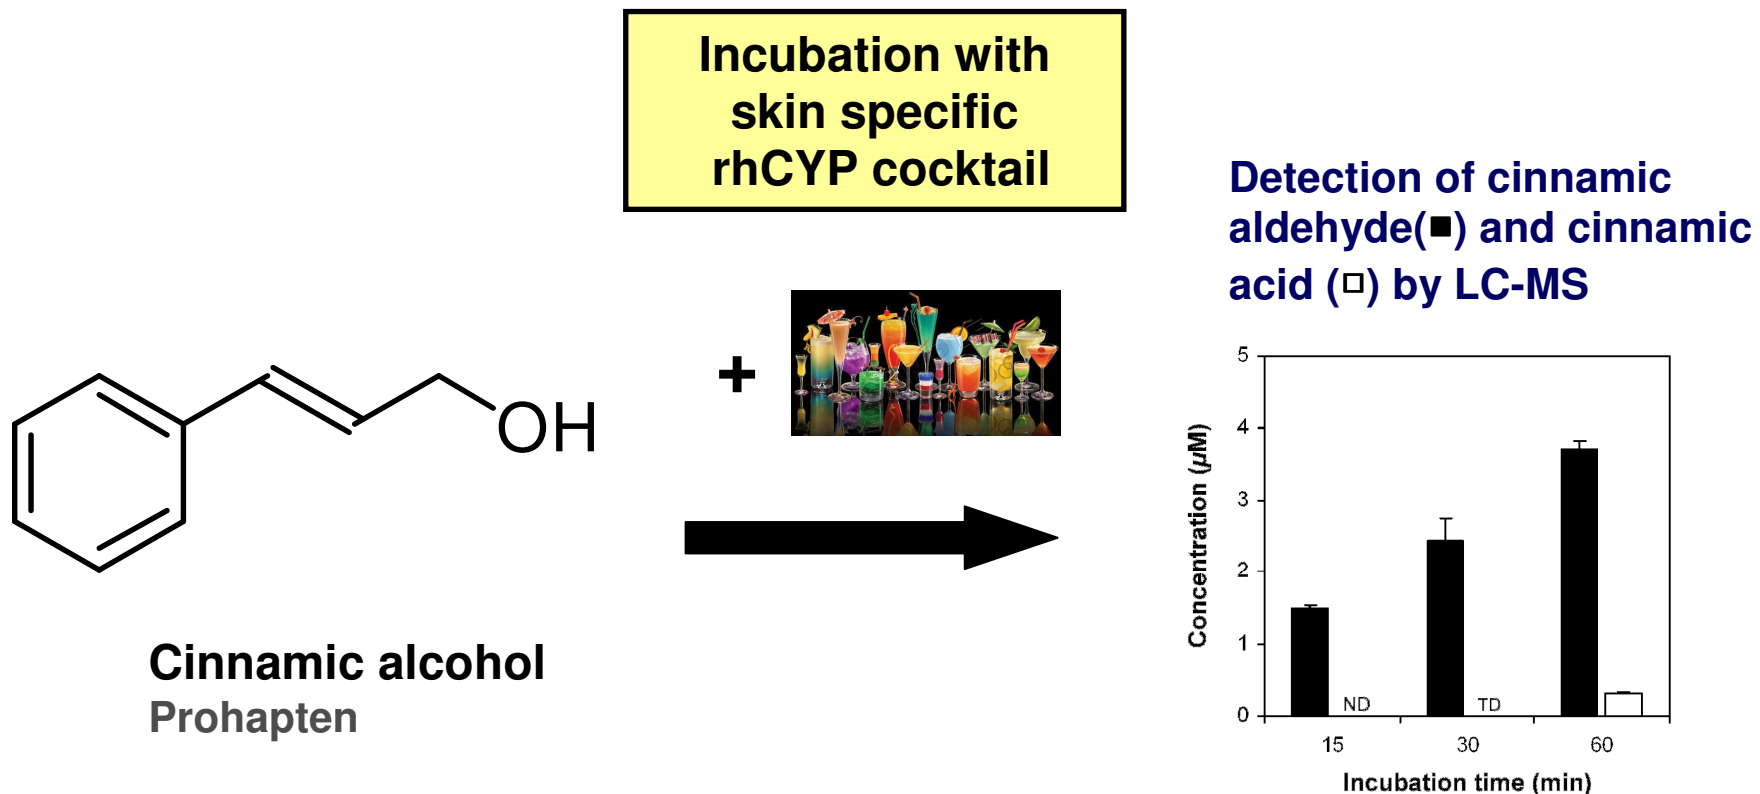 Incubation with
skin specific
rhCYP cocktail
Detection of cinnamic
aldehyde(■) and cinnamic
acid (□) by LC-MS
+
OH
Cinnamic alcohol
Prohapten
Concentration (µM)
5
4
3
2
1
0
ND
TD
15
30
60
Incubation time (min)